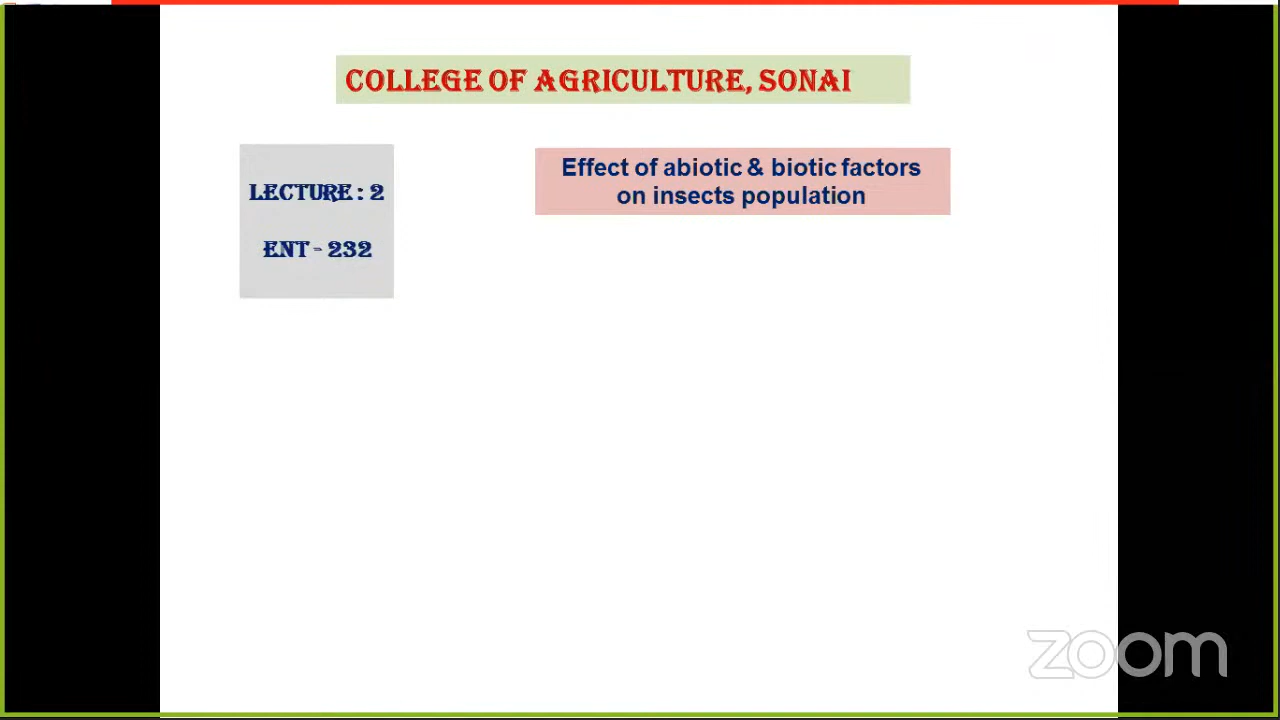 COLLEGE OF AGRICULTURE, SONAI
LECTURE : 2
ENT - 232
Effect of abiotic & biotic factors
on insects population
zoom